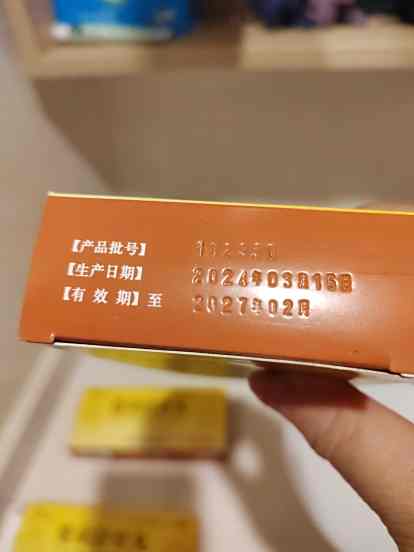 【产品批号】
【生产日期】 2024年03月15日
【有 效 期】至 2027年02月